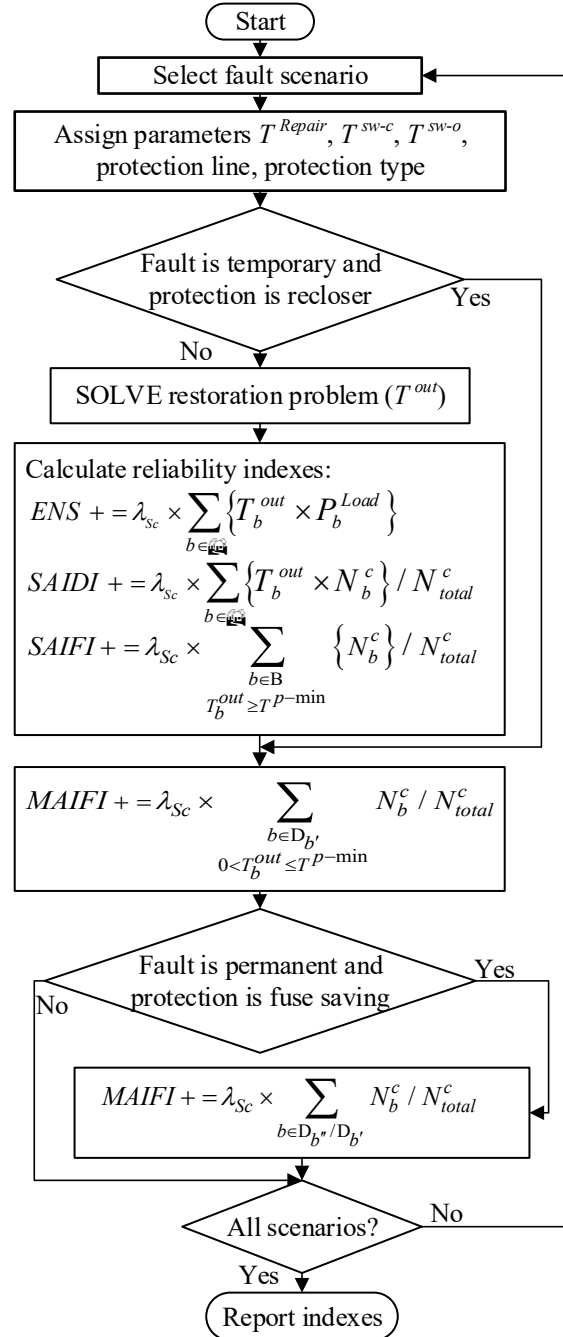 Start
Select fault scenario
Assign parameters T^Repair, T^sw-c, T^sw-o,
protection line, protection type
Fault is temporary and
protection is recloser
Yes
No
SOLVE restoration problem (T^out)
Calculate reliability indexes:
ENS + = λ_Sc × ∑ {T_b^out × P_b^Load}
b∈
SAIDI + = λ_Sc × ∑ {T_b^out × N_b^c} / N_total^c
b∈
SAIFI + = λ_Sc × ∑ {N_b^c} / N_total^c
b∈B
T_b^out ≥ T^p-min
MAIFI + = λ_Sc × ∑ N_b^c / N_total^c
b∈D_b′
0<T_b^out ≤ T^p-min
Fault is permanent and
protection is fuse saving
Yes
No
MAIFI + = λ_Sc × ∑ N_b^c / N_total^c
b∈D_b″/D_b′
All scenarios?
No
Yes
Report indexes